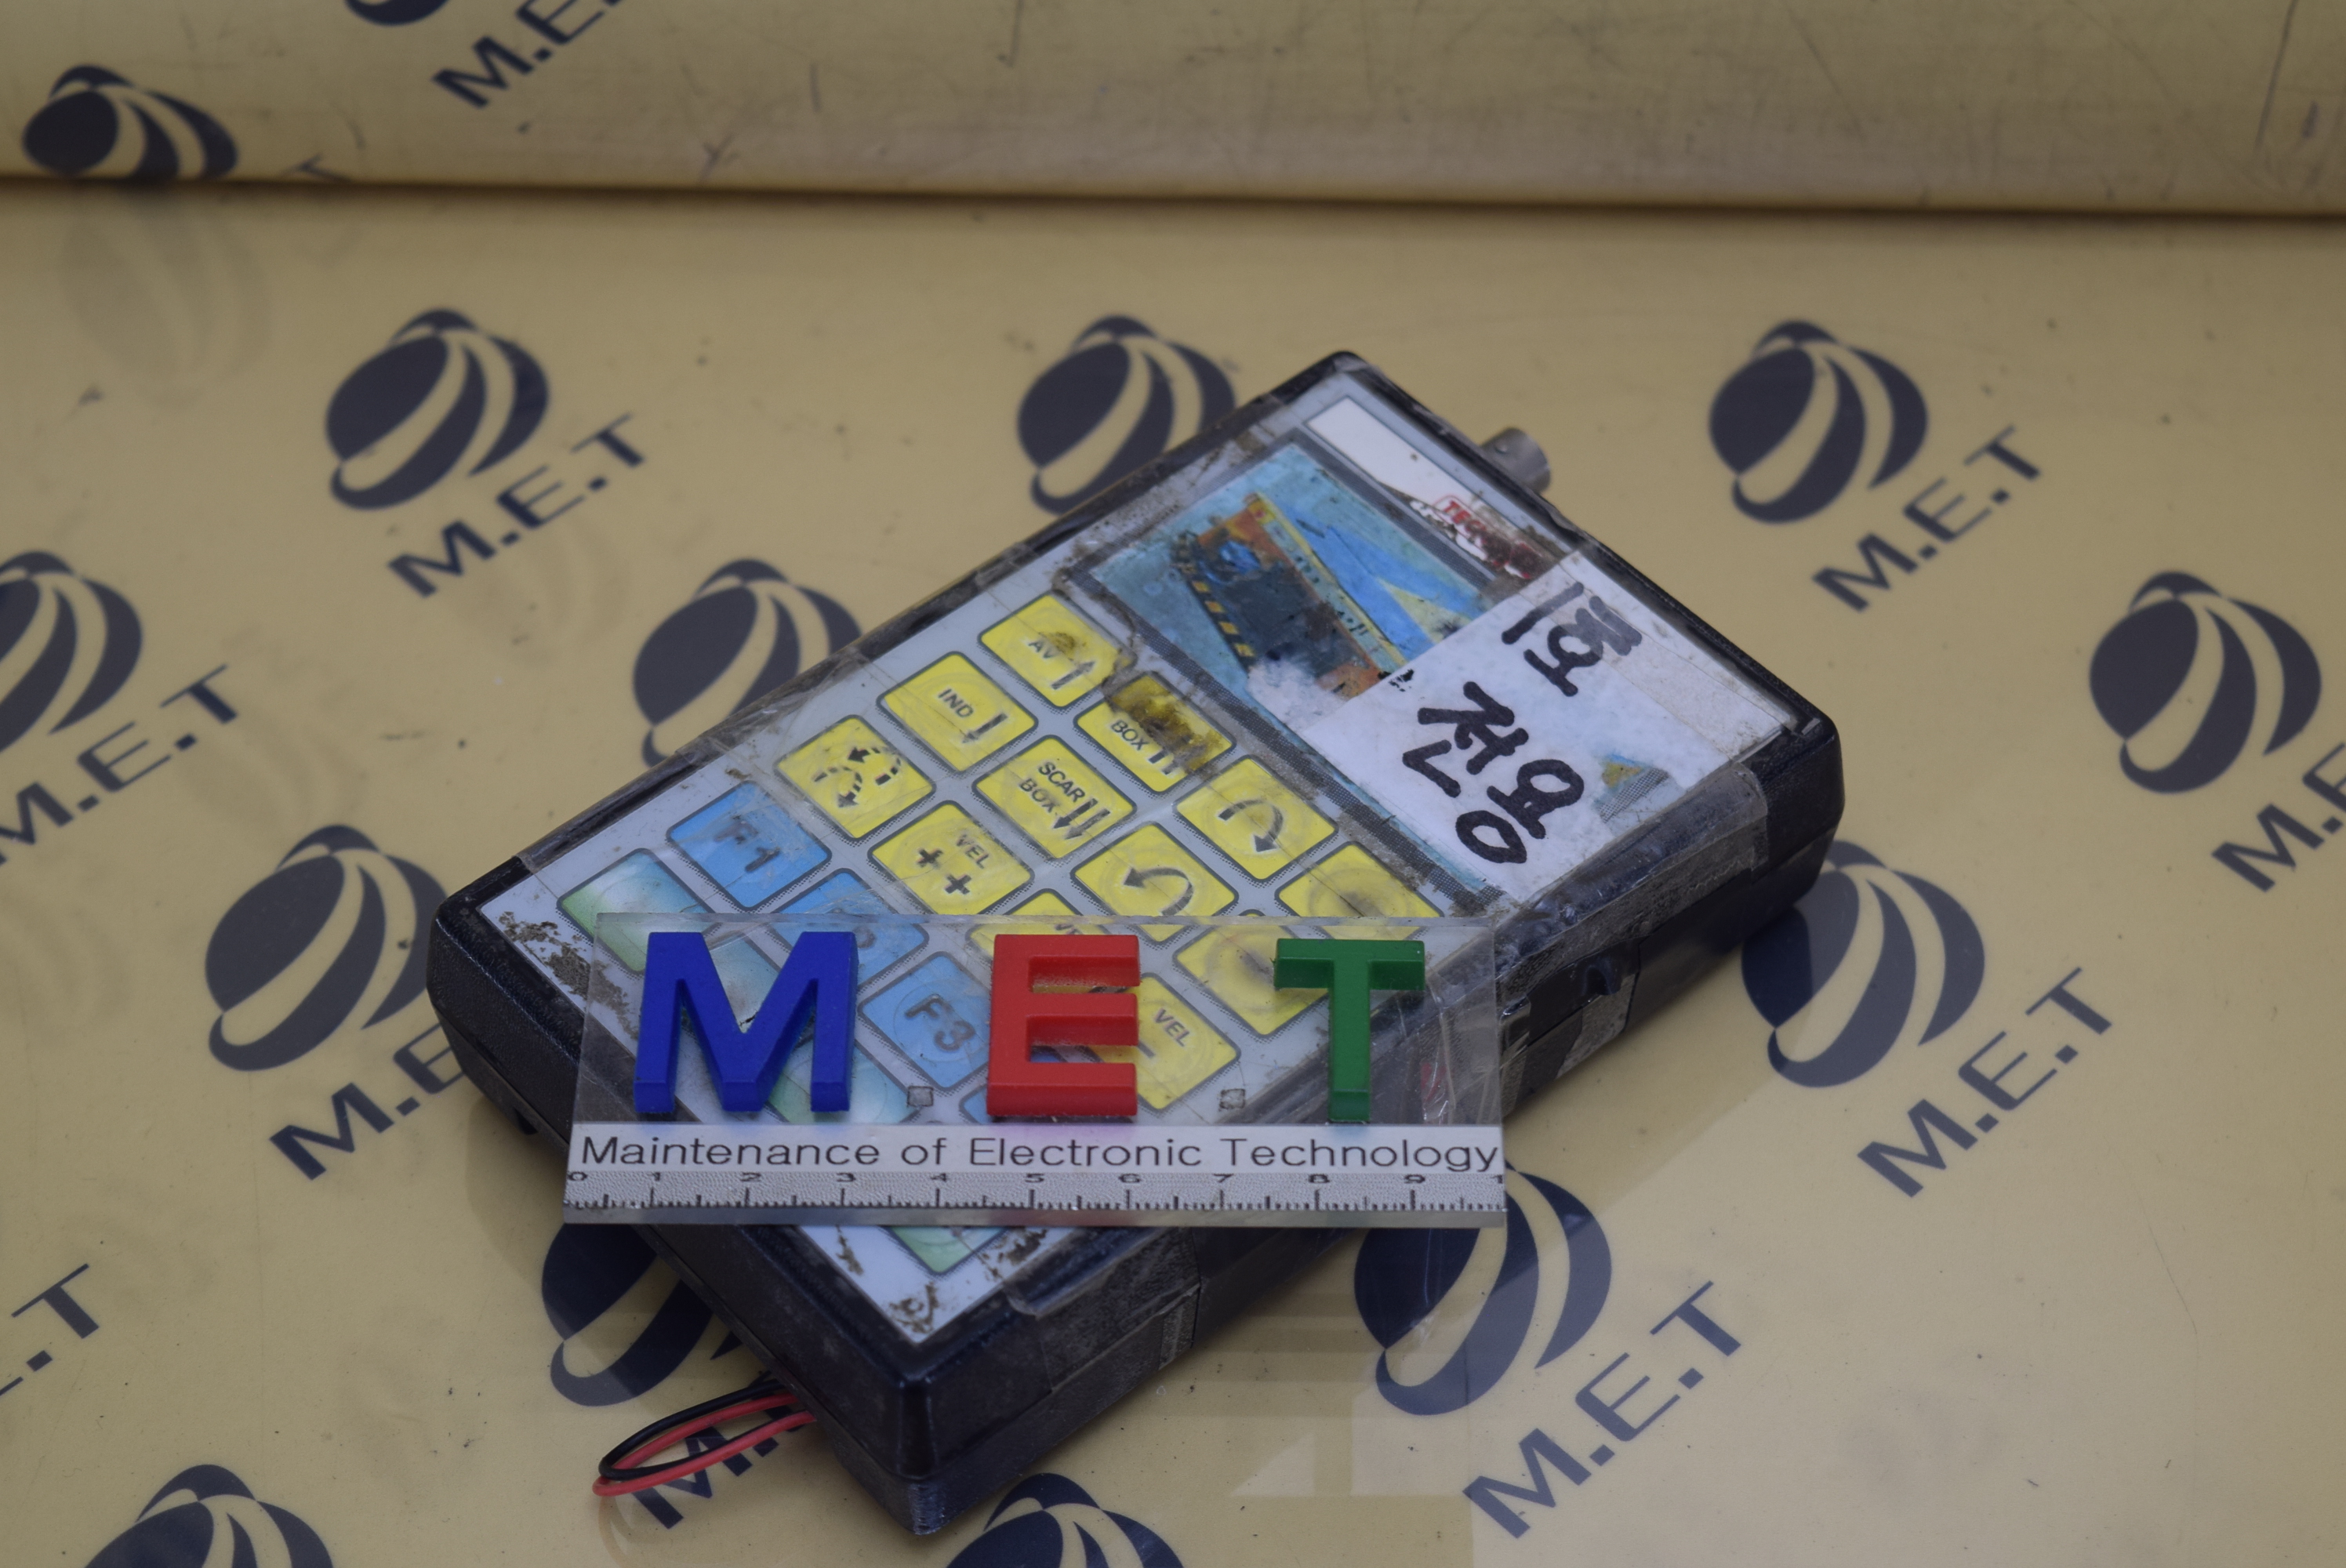 M.E.T
M.E.T
M.E.T
M.E.T
M.E.T
M.E.T
M.E.T
M.E.T
1호
전용
AV
IND
BOX
SCAR
BOX
VEL
++
F1
F3
VEL
M E T
Maintenance of Electronic Technology
0 1 2 3 4 5 6 7 8 9